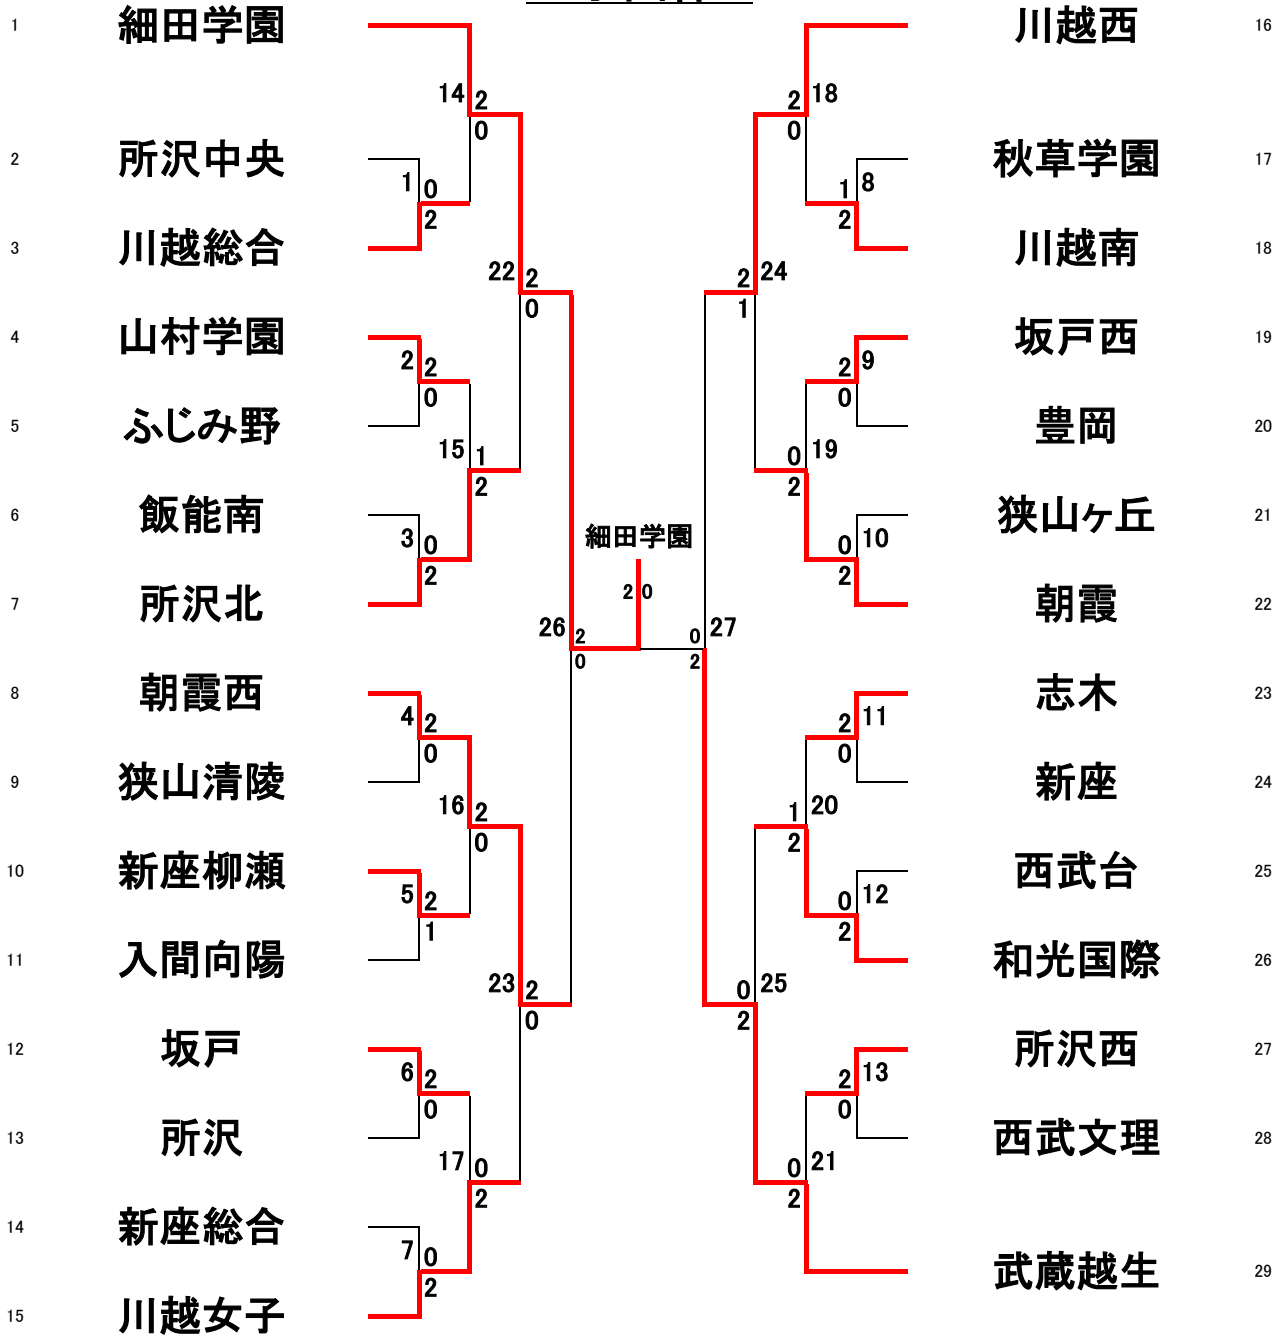 1 細田学園
14 2
0
2 所沢中央
1 0
2
3 川越総合
22 2
0
4 山村学園
2 2
0
5 ふじみ野
15 1
2
6 飯能南
3 0
2
7 所沢北
26 2
0
8 朝霞西
4 2
0
9 狭山清陵
16 2
0
10 新座柳瀬
5 2
1
11 入間向陽
23 2
0
12 坂戸
6 2
0
13 所沢
17 0
2
14 新座総合
7 0
2
15 川越女子
細田学園
2 0
川越西 16
2 18
0
秋草学園 17
1 8
2
川越南 18
2 24
1
坂戸西 19
2 9
0
豊岡 20
0 19
2
狭山ヶ丘 21
0 10
2
朝霞 22
0 27
2
志木 23
2 11
0
新座 24
1 20
2
西武台 25
0 12
2
和光国際 26
0 25
2
所沢西 27
2 13
0
西武文理 28
0 21
2
武蔵越生 29